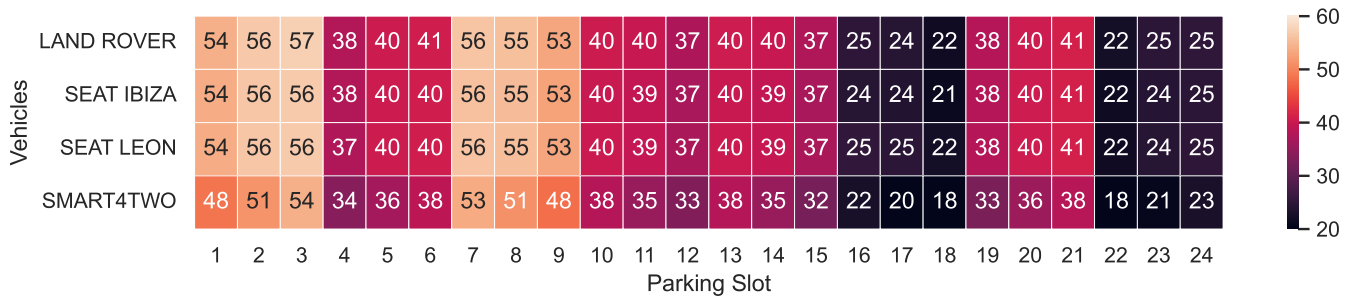 LAND ROVER 54 56 57 38 40 41 56 55 53 40 40 37 40 40 37 25 24 22 38 40 41 22 25 25
SEAT IBIZA 54 56 56 38 40 40 56 55 53 40 39 37 40 39 37 24 24 21 38 40 41 22 24 25
SEAT LEON 54 56 56 37 40 40 56 55 53 40 39 37 40 39 37 25 25 22 38 40 41 22 24 25
SMART4TWO 48 51 54 34 36 38 53 51 48 38 35 33 38 35 32 22 20 18 33 36 38 18 21 23
1 2 3 4 5 6 7 8 9 10 11 12 13 14 15 16 17 18 19 20 21 22 23 24
Parking Slot
Vehicles
60
50
40
30
20